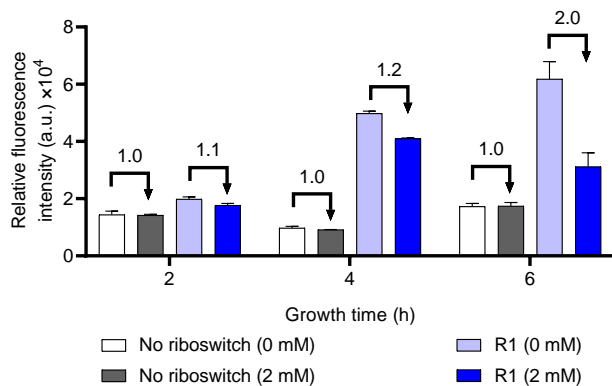 Relative fluorescence
intensity (a.u.) ×10⁴
8
6
4
2
0
1.0
1.1
1.0
1.2
1.0
2.0
2
4
6
Growth time (h)
No riboswitch (0 mM)
R1 (0 mM)
No riboswitch (2 mM)
R1 (2 mM)